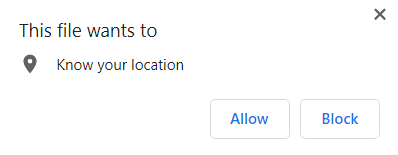 This file wants to
Know your location
Allow Block